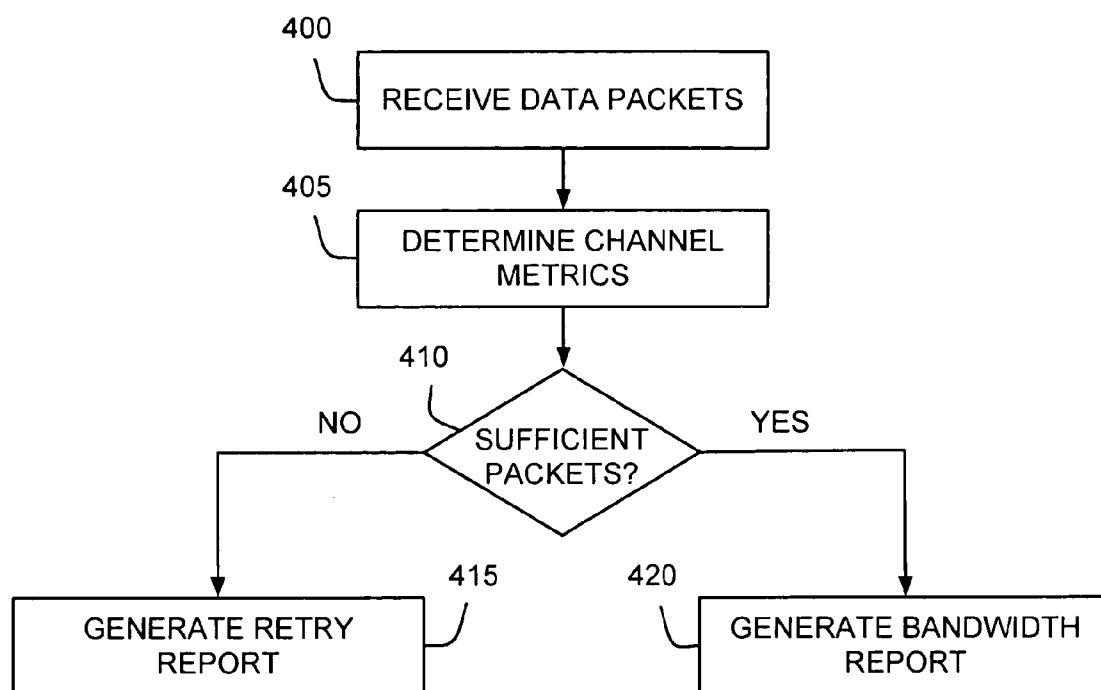 400
RECEIVE DATA PACKETS
405
DETERMINE CHANNEL
METRICS
410
NO
SUFFICIENT
PACKETS?
YES
415
GENERATE RETRY
REPORT
420
GENERATE BANDWIDTH
REPORT